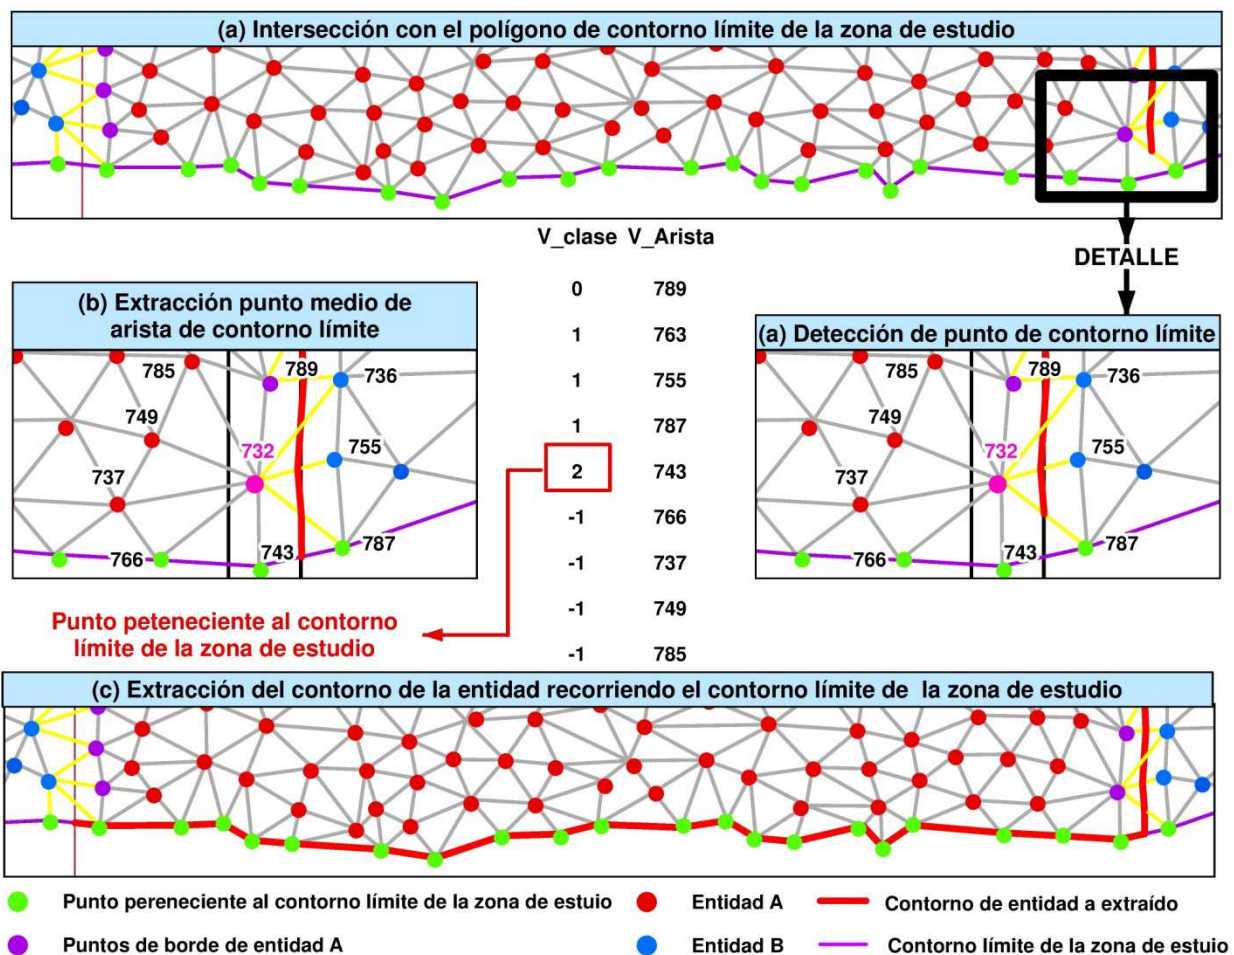 (a) Intersección con el polígono de contorno límite de la zona de estudio
V_clase V_Arista
DETALLE
0 789
1 763
1 755
1 787
2 743
-1 766
-1 737
-1 749
-1 785
(b) Extracción punto medio de
arista de contorno límite
785
789
736
749
732
755
737
766
743
787
(a) Detección de punto de contorno límite
785
789
736
749
732
755
737
766
743
787
Punto peteneciente al contorno
límite de la zona de estudio
(c) Extracción del contorno de la entidad recorriendo el contorno límite de la zona de estudio
Punto pereneciente al contorno límite de la zona de estuio
Entidad A
Contorno de entidad a extraído
Puntos de borde de entidad A
Entidad B
Contorno límite de la zona de estuio